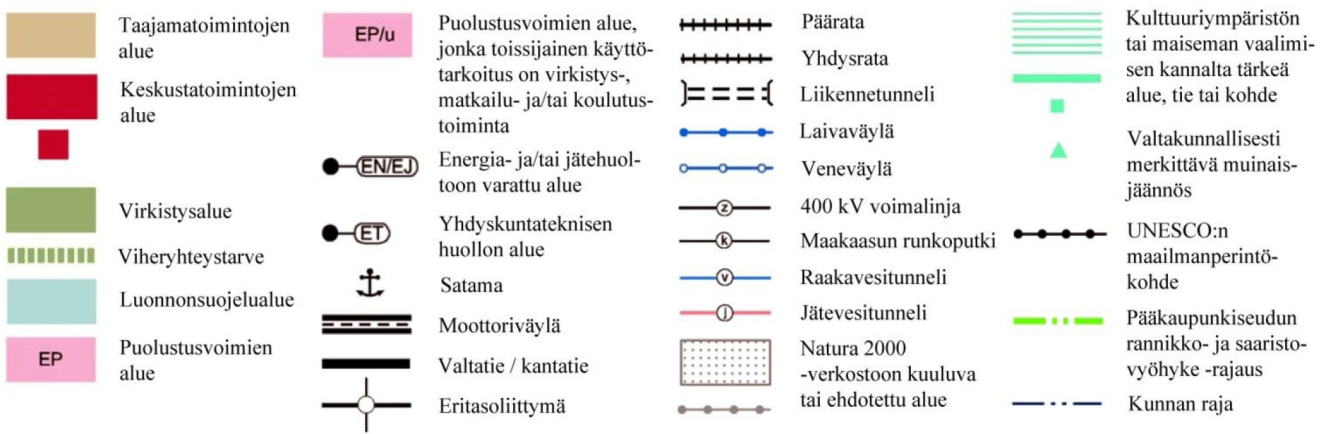 Taajamatoimintojen
alue
Keskustatoimintojen
alue
Virkistysalue
Viheryhteystarve
Luonnonsuojelualue
EP
Puolustusvoimien
alue
EP/u
Puolustusvoimien alue,
jonka toissijainen käyttö-
tarkoitus on virkistys-,
matkailu- ja/tai koulutus-
toiminta
EN/EJ
Energia- ja/tai jätehuol-
toon varattu alue
ET
Yhdyskuntateknisen
huollon alue
Satama
Moottoriväylä
Valtatie / kantatie
Eritasoliittymä
Päärata
Yhdysrata
Liikennetunneli
Laivaväylä
Veneväylä
z
400 kV voimalinja
k
Maakaasun runkoputki
v
Raakavesitunneli
j
Jätevesitunneli
Natura 2000
-verkostoon kuuluva
tai ehdotettu alue
Kulttuuriympäristön
tai maiseman vaalimi-
sen kannalta tärkeä
alue, tie tai kohde
Valtakunnallisesti
merkittävä muinais-
jäännös
UNESCO:n
maailmanperintö-
kohde
Pääkaupunkiseudun
rannikko- ja saaristo-
vyöhyke -rajaus
Kunnan raja